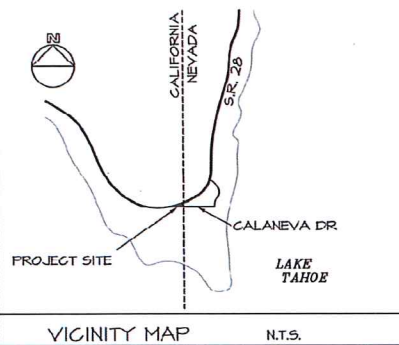 N
CALIFORNIA
NEVADA
S.R. 28
CALANEVA DR
PROJECT SITE
LAKE
TAHOE
VICINITY MAP N.T.S.